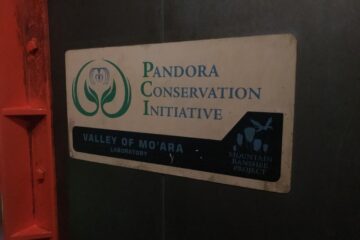 PANDORA
CONSERVATION
INITIATIVE
VALLEY OF MO'ARA
LABORATORY
MOUNTAIN
BANSHEE
PROJECT